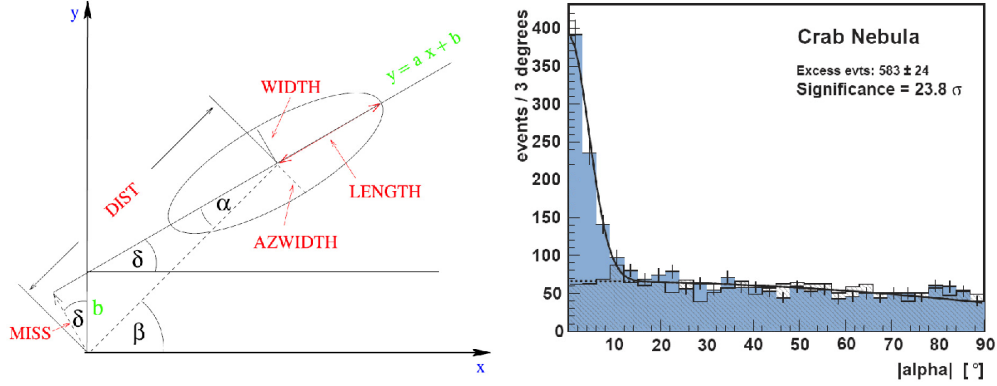 y
y = a x + b
WIDTH
DIST
LENGTH
α
AZWIDTH
δ
b
δ
MISS
β
x
Crab Nebula
Excess evts: 583 ± 24
Significance = 23.8 σ
events / 3 degrees
400
350
300
250
200
150
100
50
0
0 10 20 30 40 50 60 70 80 90
|alpha| [°]